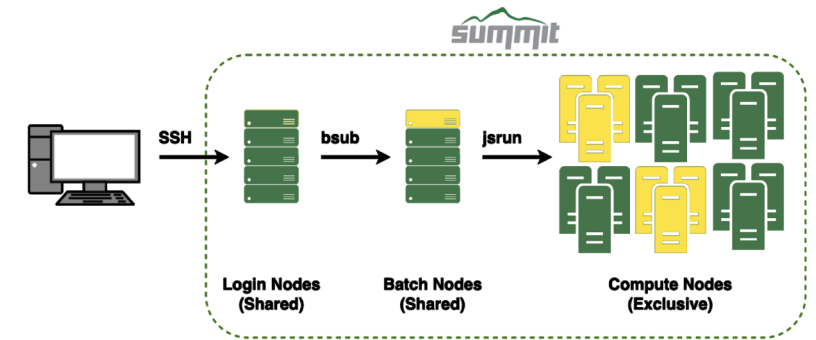 summit
SSH
bsub
jsrun
Login Nodes
(Shared)
Batch Nodes
(Shared)
Compute Nodes
(Exclusive)